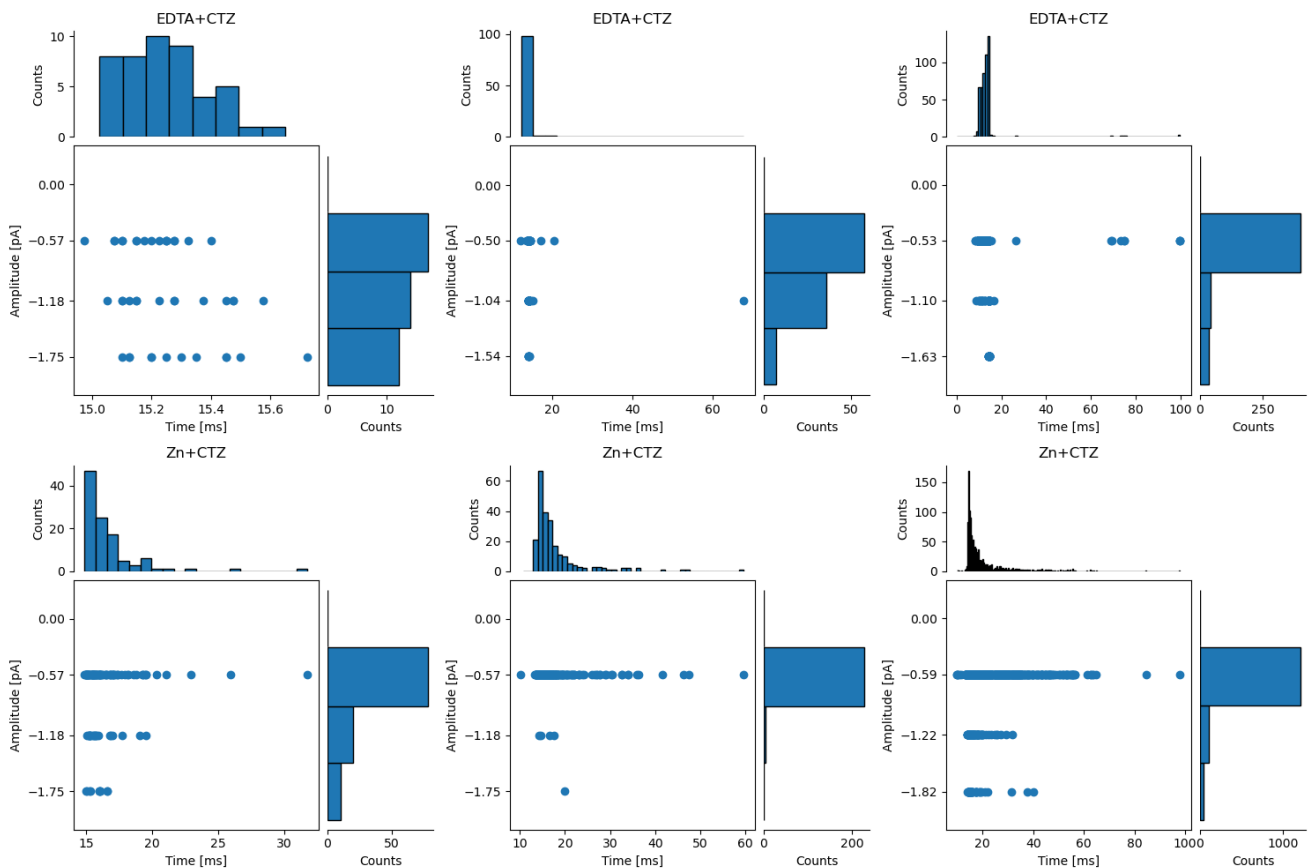 EDTA+CTZ
10
5
0
Counts
0.00
−0.57
−1.18
−1.75
Amplitude [pA]
15.0 15.2 15.4 15.6
Time [ms]
0 10
Counts
EDTA+CTZ
100
50
0
Counts
0.00
−0.50
−1.04
−1.54
Amplitude [pA]
20 40 60
Time [ms]
0 50
Counts
EDTA+CTZ
100
50
0
Counts
0.00
−0.53
−1.10
−1.63
Amplitude [pA]
0 20 40 60 80 100
Time [ms]
0 250
Counts
Zn+CTZ
40
20
0
Counts
0.00
−0.57
−1.18
−1.75
Amplitude [pA]
15 20 25 30
Time [ms]
0 50
Counts
Zn+CTZ
60
40
20
0
Counts
0.00
−0.57
−1.18
−1.75
Amplitude [pA]
10 20 30 40 50 60
Time [ms]
0 200
Counts
Zn+CTZ
150
100
50
0
Counts
0.00
−0.59
−1.22
−1.82
Amplitude [pA]
20 40 60 80 100
Time [ms]
0 1000
Counts